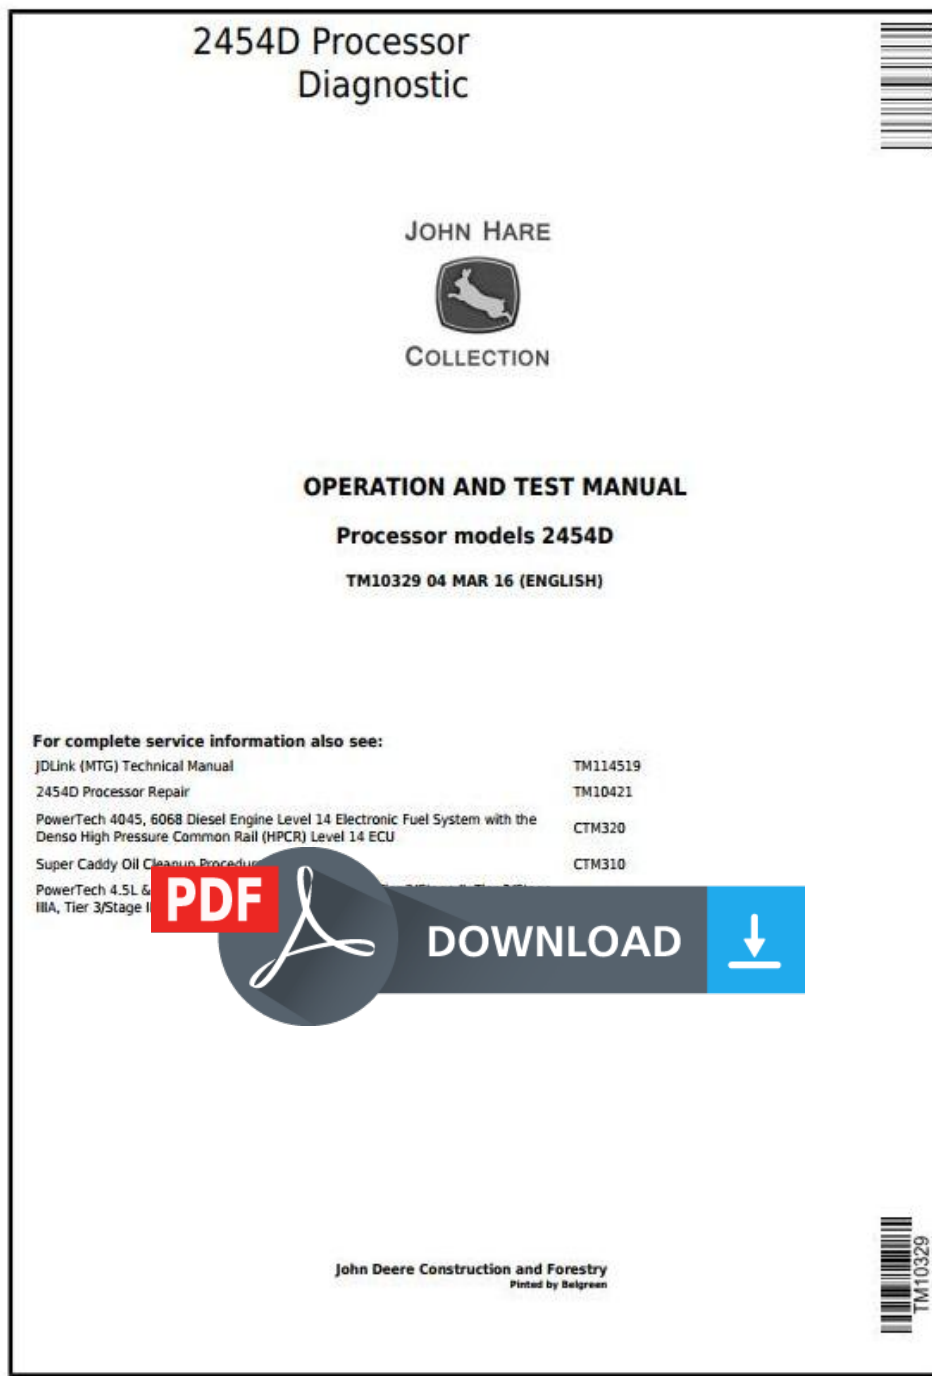 2454D Processor
Diagnostic
JOHN HARE
COLLECTION
OPERATION AND TEST MANUAL
Processor models 2454D
TM10329 04 MAR 16 (ENGLISH)
For complete service information also see:
JDLink (MTG) Technical Manual TM114519
2454D Processor Repair TM10421
PowerTech 4045, 6068 Diesel Engine Level 14 Electronic Fuel System with the
Denso High Pressure Common Rail (HPCR) Level 14 ECU CTM320
Super Caddy Oil Cleanup Procedure CTM310
PowerTech 4.5L &
IIIA, Tier 3/Stage
PDF
DOWNLOAD
John Deere Construction and Forestry
Pinted by Belgreen
TM10329